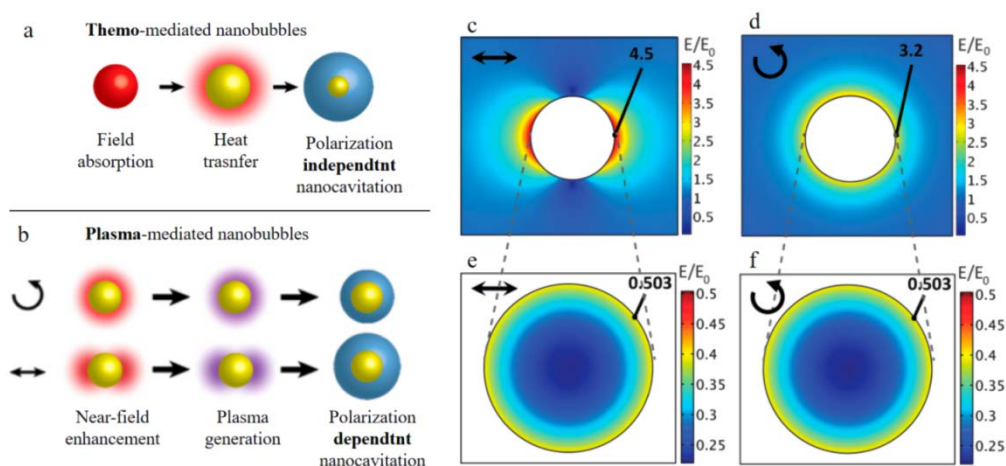 a
Themo-mediated nanobubbles
Field
absorption
Heat
trasnfer
Polarization
independtnt
nanocavitation
b
Plasma-mediated nanobubbles
Near-field
enhancement
Plasma
generation
Polarization
dependtnt
nanocavitation
c
4.5
E/E0
4.5
4
3.5
3
2.5
2
1.5
1
0.5
d
3.2
E/E0
4.5
4
3.5
3
2.5
2
1.5
1
0.5
e
0.503
E/E0
0.5
0.45
0.4
0.35
0.3
0.25
f
0.503
E/E0
0.5
0.45
0.4
0.35
0.3
0.25